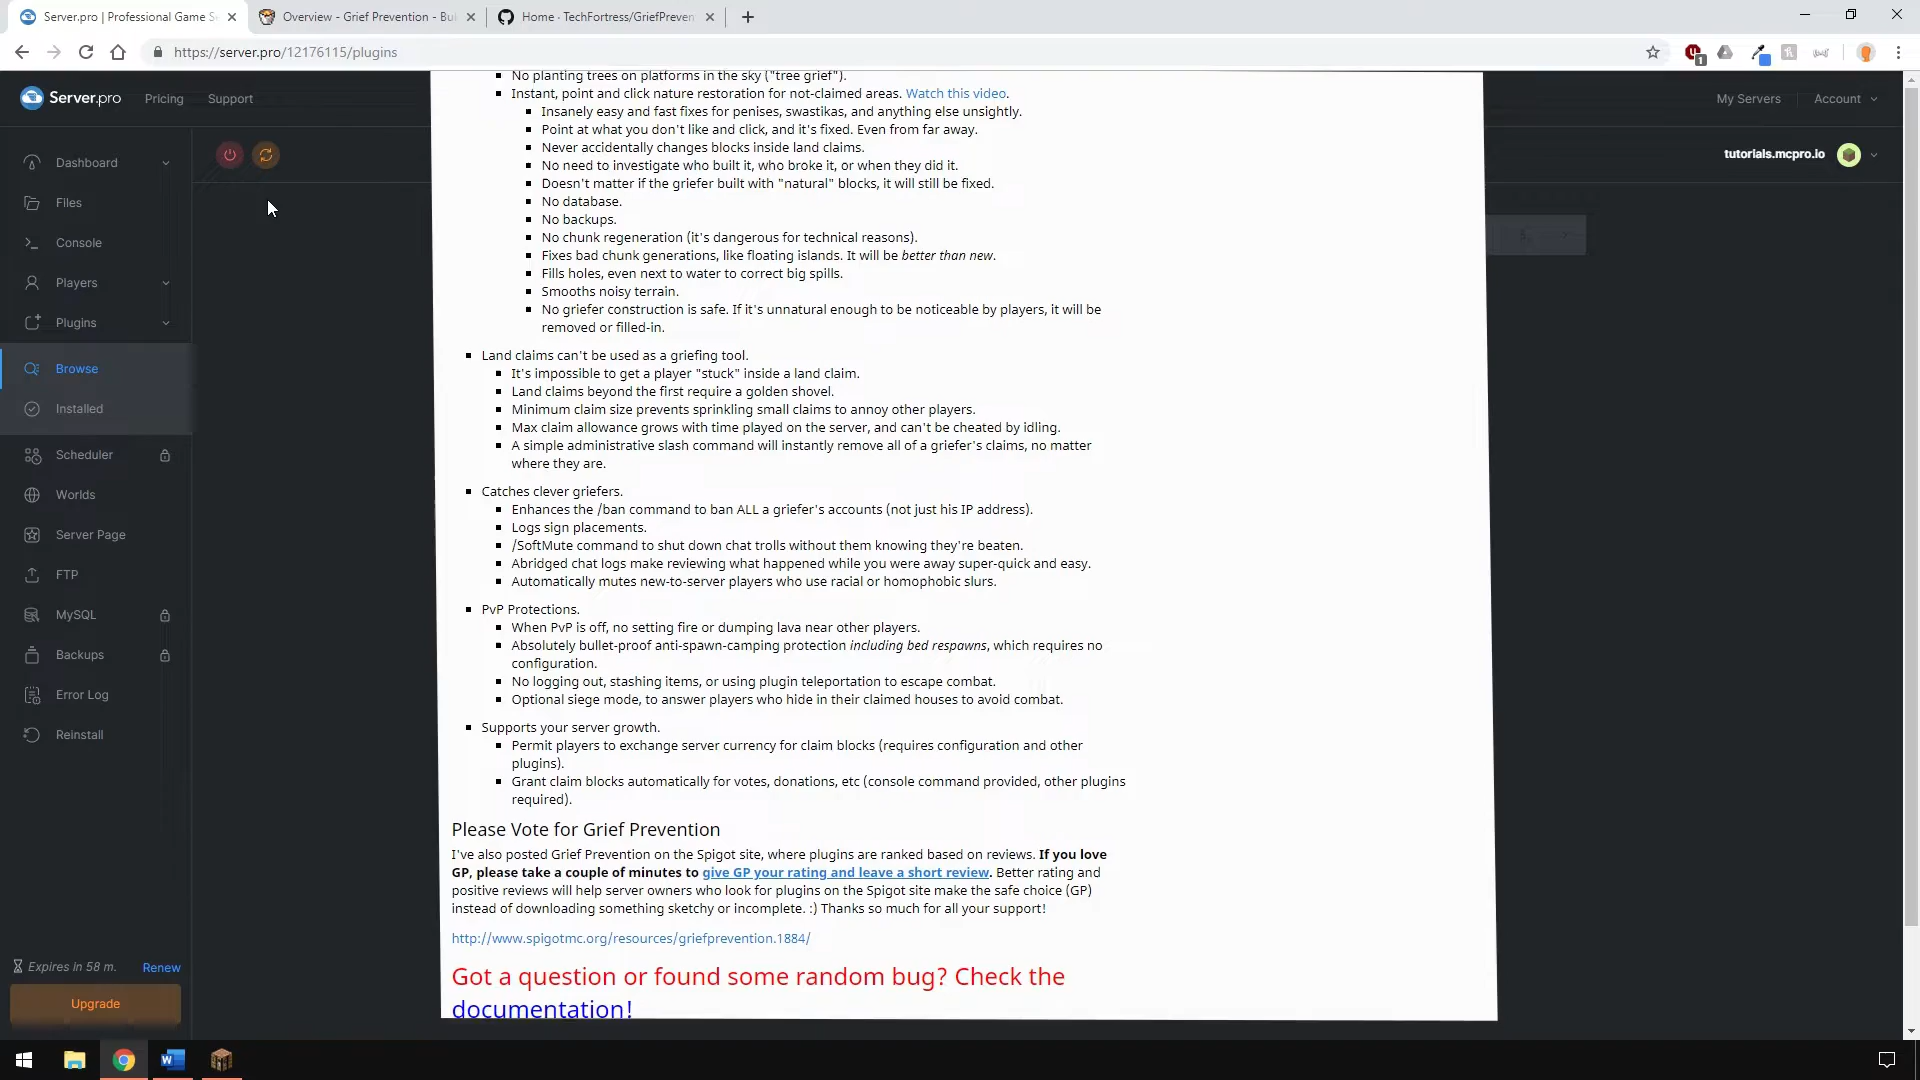 Server.pro | Professional Game S
Overview - Grief Prevention - Bu
Home · TechFortress/GriefPreven
https://server.pro/12176115/plugins
1
Server.pro
Pricing
Support
My Servers
Account
tutorials.mcpro.io
Dashboard
Files
Console
Players
Plugins
Browse
Installed
Scheduler
Worlds
Server Page
FTP
MySQL
Backups
Error Log
Reinstall
Expires in 58 m.
Renew
Upgrade
No planting trees on platforms in the sky ("tree grief").
Instant, point and click nature restoration for not-claimed areas. Watch this video.
Insanely easy and fast fixes for penises, swastikas, and anything else unsightly.
Point at what you don't like and click, and it's fixed. Even from far away.
Never accidentally changes blocks inside land claims.
No need to investigate who built it, who broke it, or when they did it.
Doesn't matter if the griefer built with "natural" blocks, it will still be fixed.
No database.
No backups.
No chunk regeneration (it's dangerous for technical reasons).
Fixes bad chunk generations, like floating islands. It will be better than new.
Fills holes, even next to water to correct big spills.
Smooths noisy terrain.
No griefer construction is safe. If it's unnatural enough to be noticeable by players, it will be
removed or filled-in.
Land claims can't be used as a griefing tool.
It's impossible to get a player "stuck" inside a land claim.
Land claims beyond the first require a golden shovel.
Minimum claim size prevents sprinkling small claims to annoy other players.
Max claim allowance grows with time played on the server, and can't be cheated by idling.
A simple administrative slash command will instantly remove all of a griefer's claims, no matter
where they are.
Catches clever griefers.
Enhances the /ban command to ban ALL a griefer's accounts (not just his IP address).
Logs sign placements.
/SoftMute command to shut down chat trolls without them knowing they're beaten.
Abridged chat logs make reviewing what happened while you were away super-quick and easy.
Automatically mutes new-to-server players who use racial or homophobic slurs.
PvP Protections.
When PvP is off, no setting fire or dumping lava near other players.
Absolutely bullet-proof anti-spawn-camping protection including bed respawns, which requires no
configuration.
No logging out, stashing items, or using plugin teleportation to escape combat.
Optional siege mode, to answer players who hide in their claimed houses to avoid combat.
Supports your server growth.
Permit players to exchange server currency for claim blocks (requires configuration and other
plugins).
Grant claim blocks automatically for votes, donations, etc (console command provided, other plugins
required).
Please Vote for Grief Prevention
I've also posted Grief Prevention on the Spigot site, where plugins are ranked based on reviews. If you love
GP, please take a couple of minutes to give GP your rating and leave a short review. Better rating and
positive reviews will help server owners who look for plugins on the Spigot site make the safe choice (GP)
instead of downloading something sketchy or incomplete. :) Thanks so much for all your support!
http://www.spigotmc.org/resources/griefprevention.1884/
Got a question or found some random bug? Check the
documentation!